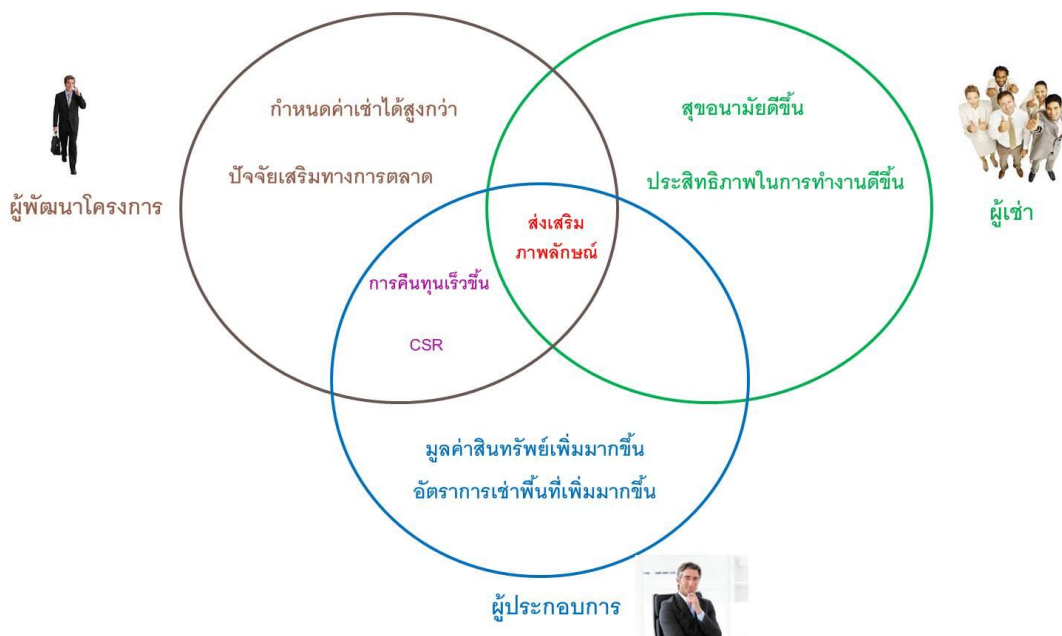 กำหนดค่าเช่าได้สูงกว่า
ปัจจัยเสริมทางการตลาด
ผู้พัฒนาโครงการ
สุขอนามัยดีขึ้น
ประสิทธิภาพในการทำงานดีขึ้น
ผู้เช่า
ส่งเสริม
ภาพลักษณ์
การคืนทุนเร็วขึ้น
CSR
มูลค่าสินทรัพย์เพิ่มมากขึ้น
อัตราการเช่าพื้นที่เพิ่มมากขึ้น
ผู้ประกอบการ